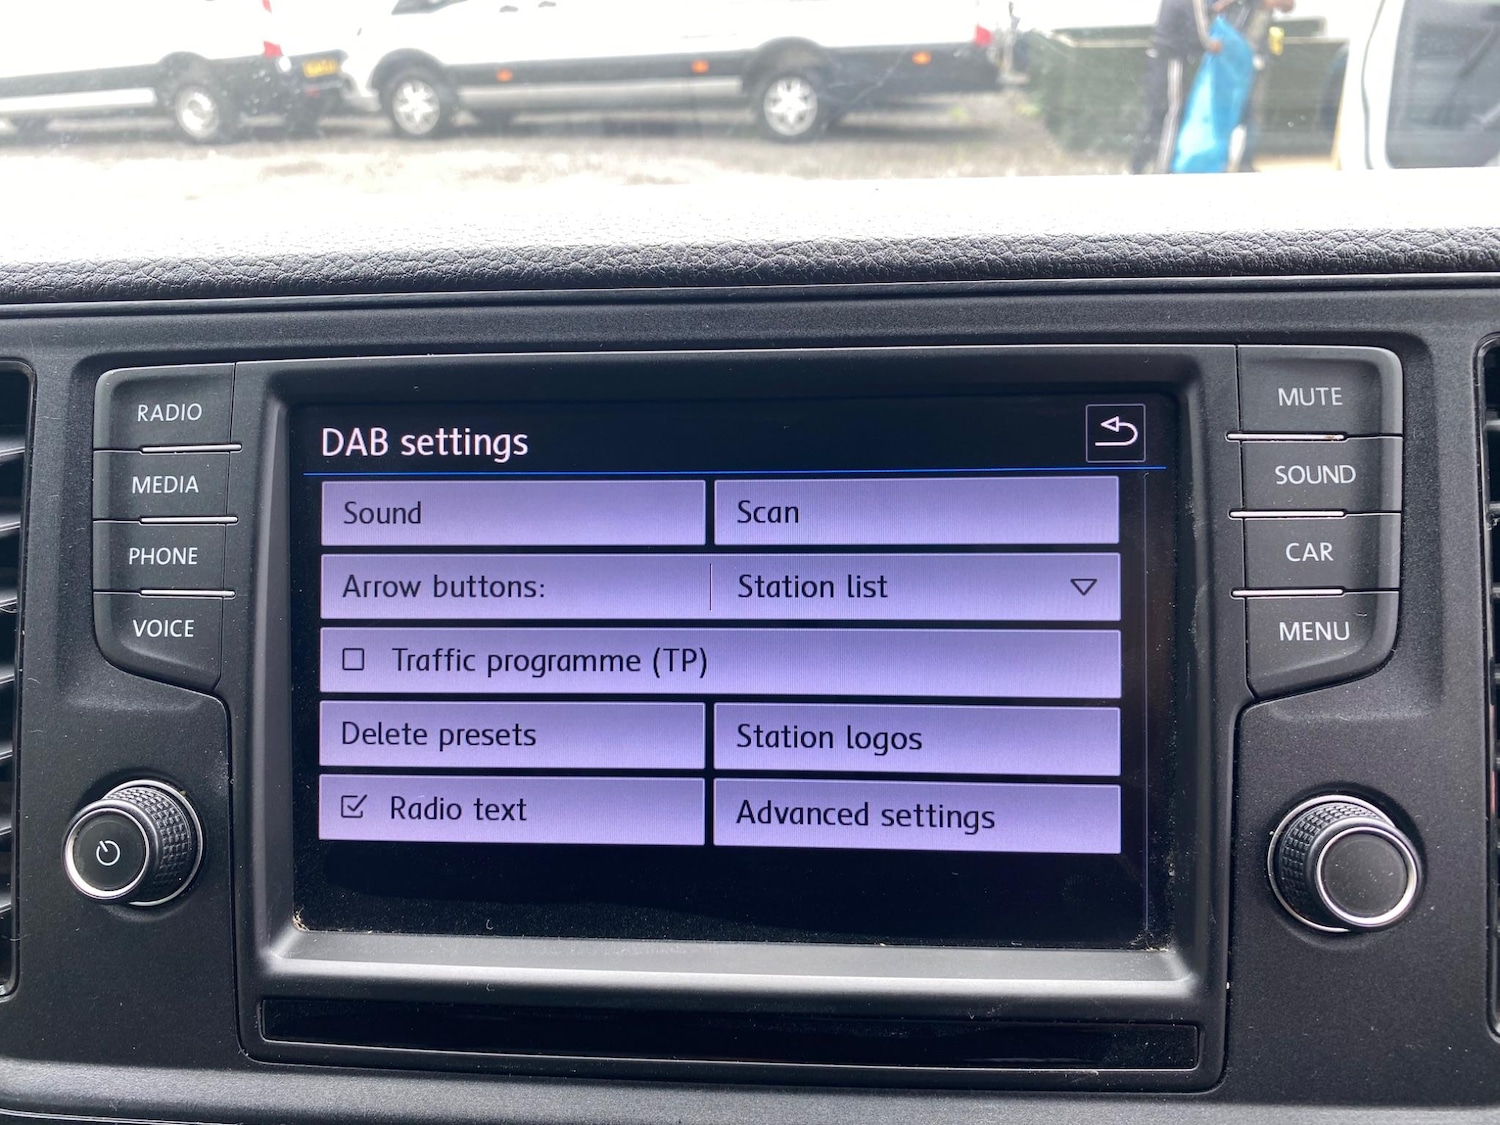 RADIO
MEDIA
PHONE
VOICE
DAB settings
Sound
Scan
Arrow buttons:
Station list
Traffic programme (TP)
Delete presets
Station logos
Radio text
Advanced settings
MUTE
SOUND
CAR
MENU